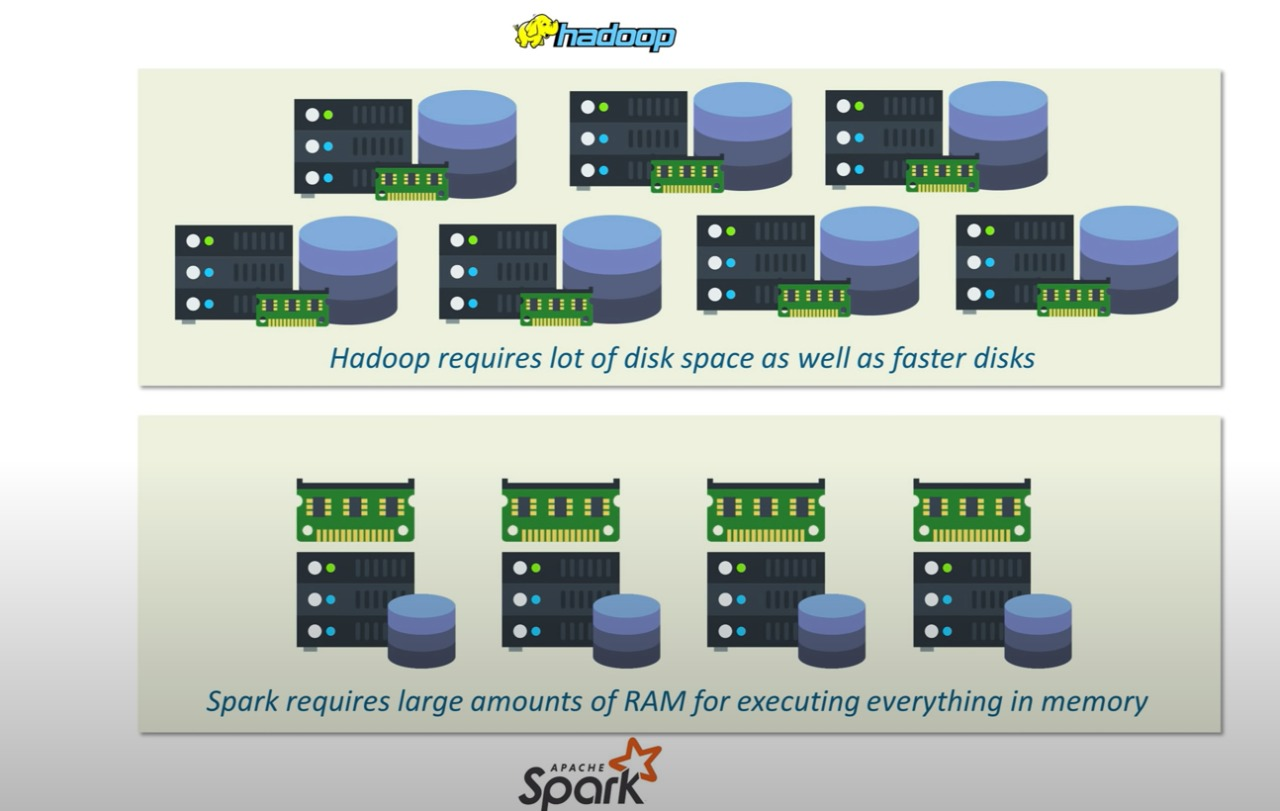 hadoop
Hadoop requires lot of disk space as well as faster disks
Spark requires large amounts of RAM for executing everything in memory
APACHE
Spark